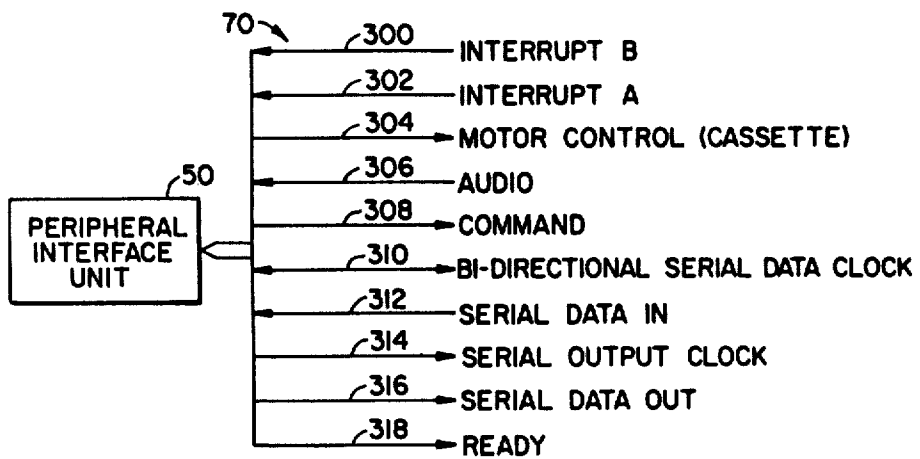 70
300 INTERRUPT B
302 INTERRUPT A
304 MOTOR CONTROL (CASSETTE)
306 AUDIO
50
308 COMMAND
PERIPHERAL
INTERFACE
UNIT
310 BI-DIRECTIONAL SERIAL DATA CLOCK
312 SERIAL DATA IN
314 SERIAL OUTPUT CLOCK
316 SERIAL DATA OUT
318 READY